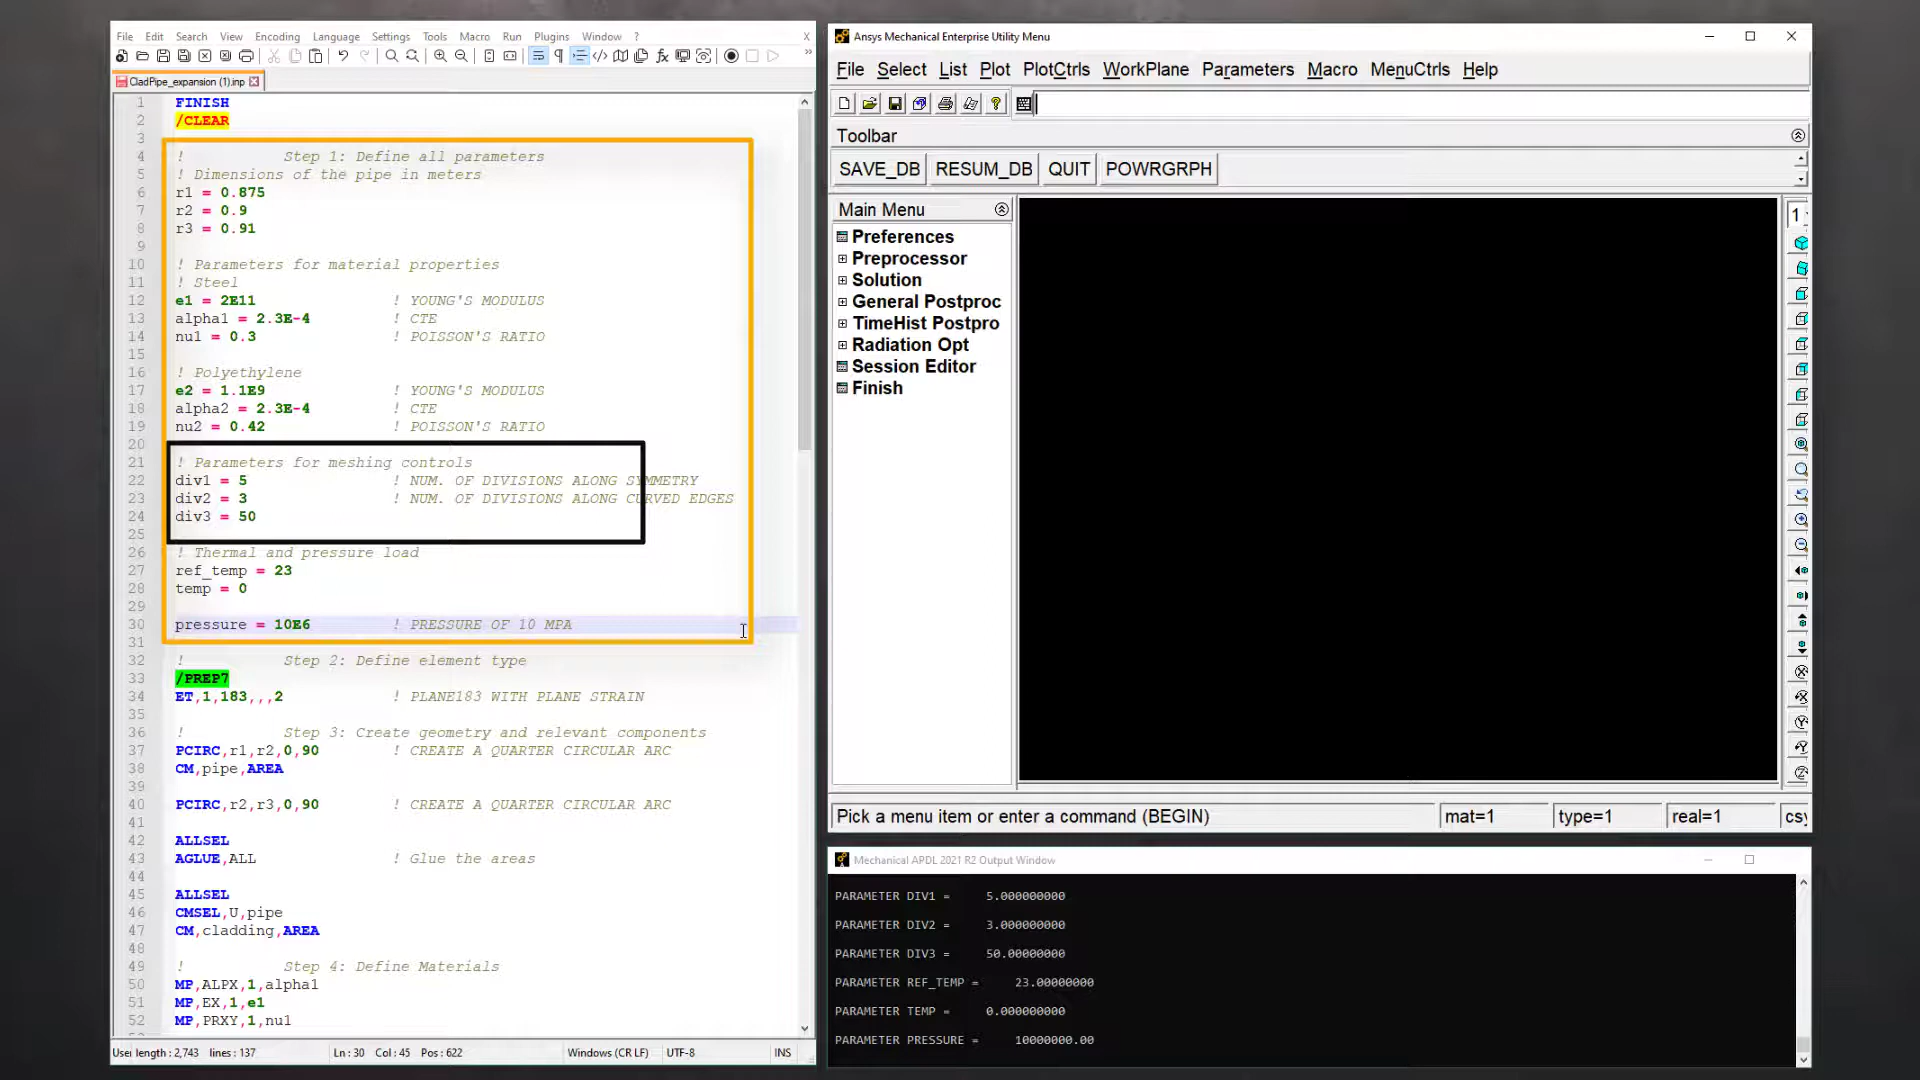 File Edit Search View Encoding Language Settings Tools Macro Run Plugins Window ? X
CladPipe_expansion (1).inp
1 FINISH
2 /CLEAR
3
4 ! Step 1: Define all parameters
5 ! Dimensions of the pipe in meters
6 r1 = 0.875
7 r2 = 0.9
8 r3 = 0.91
9
10 ! Parameters for material properties
11 ! Steel
12 e1 = 2E11 ! YOUNG'S MODULUS
13 alpha1 = 2.3E-4 ! CTE
14 nu1 = 0.3 ! POISSON'S RATIO
15
16 ! Polyethylene
17 e2 = 1.1E9 ! YOUNG'S MODULUS
18 alpha2 = 2.3E-4 ! CTE
19 nu2 = 0.42 ! POISSON'S RATIO
20
21 ! Parameters for meshing controls
22 div1 = 5 ! NUM. OF DIVISIONS ALONG SYMMETRY
23 div2 = 3 ! NUM. OF DIVISIONS ALONG CURVED EDGES
24 div3 = 50
25
26 ! Thermal and pressure load
27 ref_temp = 23
28 temp = 0
29
30 pressure = 10E6 ! PRESSURE OF 10 MPA
31
32 ! Step 2: Define element type
33 /PREP7
34 ET,1,183,,,2 ! PLANE183 WITH PLANE STRAIN
35
36 ! Step 3: Create geometry and relevant components
37 PCIRC,r1,r2,0,90 ! CREATE A QUARTER CIRCULAR ARC
38 CM,pipe,AREA
39
40 PCIRC,r2,r3,0,90 ! CREATE A QUARTER CIRCULAR ARC
41
42 ALLSEL
43 AGLUE,ALL ! Glue the areas
44
45 ALLSEL
46 CMSEL,U,pipe
47 CM,cladding,AREA
48
49 ! Step 4: Define Materials
50 MP,ALPX,1,alpha1
51 MP,EX,1,e1
52 MP,PRXY,1,nu1
User length : 2,743 lines : 137 Ln : 30 Col : 45 Pos : 622 Windows (CR LF) UTF-8 INS
Ansys Mechanical Enterprise Utility Menu
File Select List Plot PlotCtrls WorkPlane Parameters Macro MenuCtrls Help
Toolbar
SAVE_DB RESUM_DB QUIT POWRGRPH
Main Menu
1
Preferences
Preprocessor
Solution
General Postproc
TimeHist Postpro
Radiation Opt
Session Editor
Finish
Pick a menu item or enter a command (BEGIN) mat=1 type=1 real=1 csy
Mechanical APDL 2021 R2 Output Window
PARAMETER DIV1 = 5.000000000
PARAMETER DIV2 = 3.000000000
PARAMETER DIV3 = 50.00000000
PARAMETER REF_TEMP = 23.00000000
PARAMETER TEMP = 0.000000000
PARAMETER PRESSURE = 10000000.00